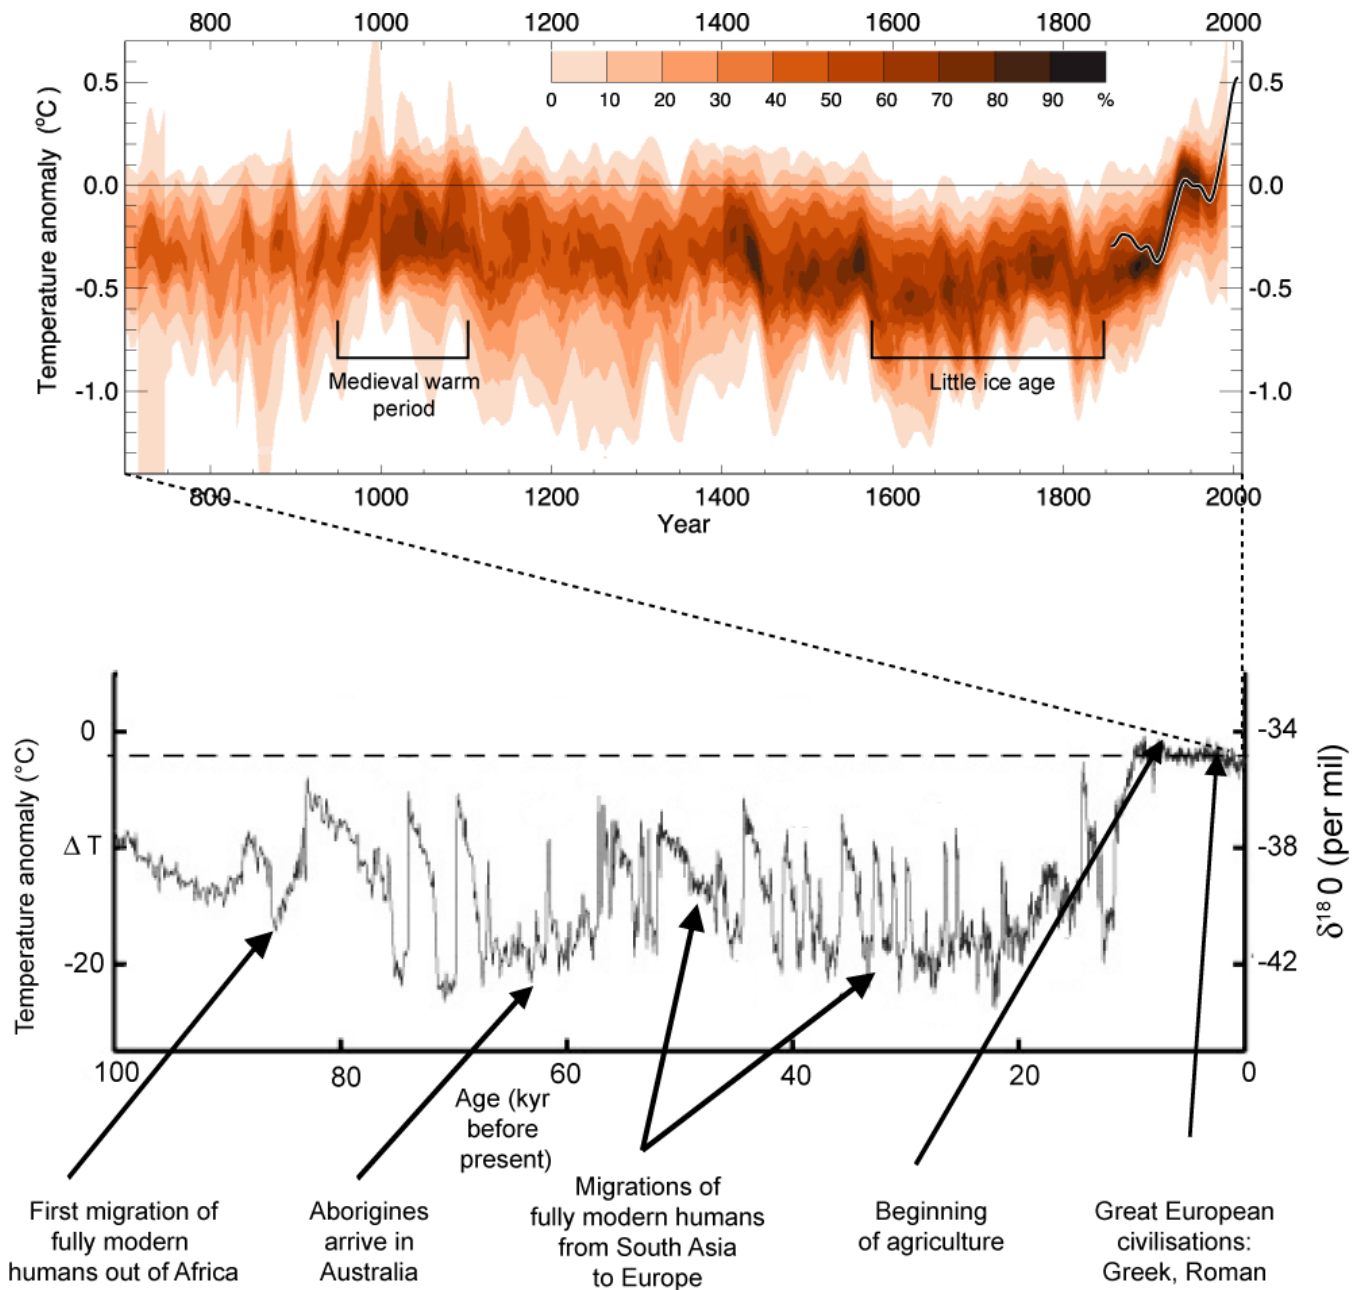 800 1000 1200 1400 1600 1800 2000
0 10 20 30 40 50 60 70 80 90 %
Temperature anomaly (ºC)
0.5 0.5
0.0 0.0
-0.5 -0.5
-1.0 -1.0
Medieval warm
period
Little ice age
800 1000 1200 1400 1600 1800 2000
Year
Temperature anomaly (°C)
0 -34
Δ T -38
-20 -42
δ¹⁸0 (per mil)
100 80 60 40 20 0
Age (kyr
before
present)
First migration of
fully modern
humans out of Africa
Aborigines
arrive in
Australia
Migrations of
fully modern humans
from South Asia
to Europe
Beginning
of agriculture
Great European
civilisations:
Greek, Roman